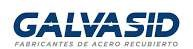 GALVASID
FABRICANTES DE ACERO RECUBIERTO